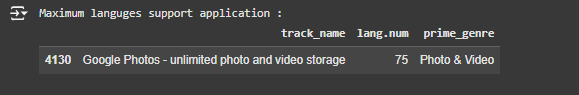 Maximum languges support application :
track_name lang.num prime_genre
4130 Google Photos - unlimited photo and video storage 75 Photo & Video